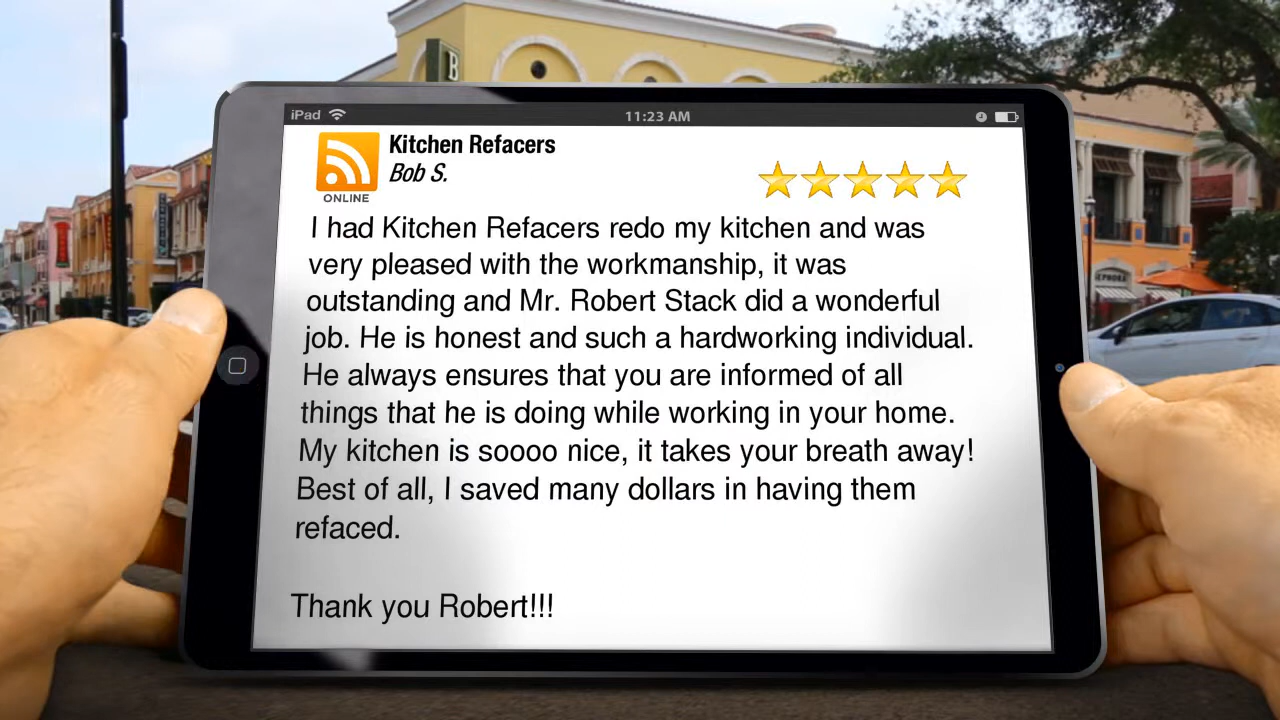 B
iPad
11:23 AM
Kitchen Refacers
Bob S.
ONLINE
I had Kitchen Refacers redo my kitchen and was
very pleased with the workmanship, it was
outstanding and Mr. Robert Stack did a wonderful
job. He is honest and such a hardworking individual.
He always ensures that you are informed of all
things that he is doing while working in your home.
My kitchen is soooo nice, it takes your breath away!
Best of all, I saved many dollars in having them
refaced.
Thank you Robert!!!
SEPHORA